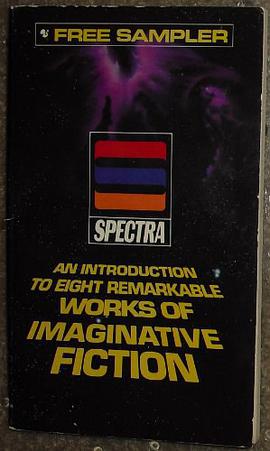 FREE SAMPLER
SPECTRA
AN INTRODUCTION
TO EIGHT REMARKABLE
WORKS OF
IMAGINATIVE
FICTION